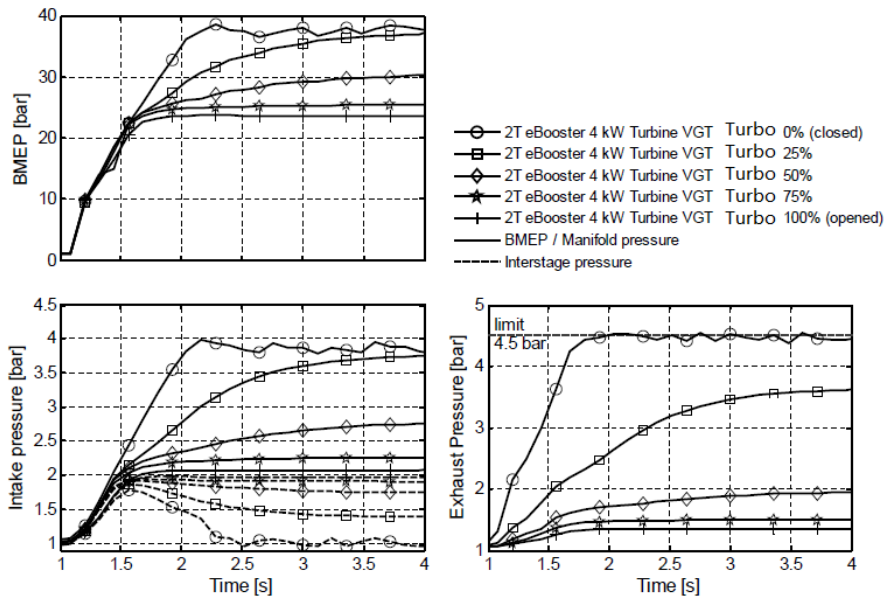 40
30
20
10
0
BMEP [bar]
2T eBooster 4 kW Turbine VGT Turbo 0% (closed)
2T eBooster 4 kW Turbine VGT Turbo 25%
2T eBooster 4 kW Turbine VGT Turbo 50%
2T eBooster 4 kW Turbine VGT Turbo 75%
2T eBooster 4 kW Turbine VGT Turbo 100% (opened)
BMEP / Manifold pressure
Interstage pressure
4.5
4
3.5
3
2.5
2
1.5
1
Intake pressure [bar]
1 1.5 2 2.5 3 3.5 4
Time [s]
5
4
3
2
1
Exhaust Pressure [bar]
limit
4.5 bar
1 1.5 2 2.5 3 3.5 4
Time [s]